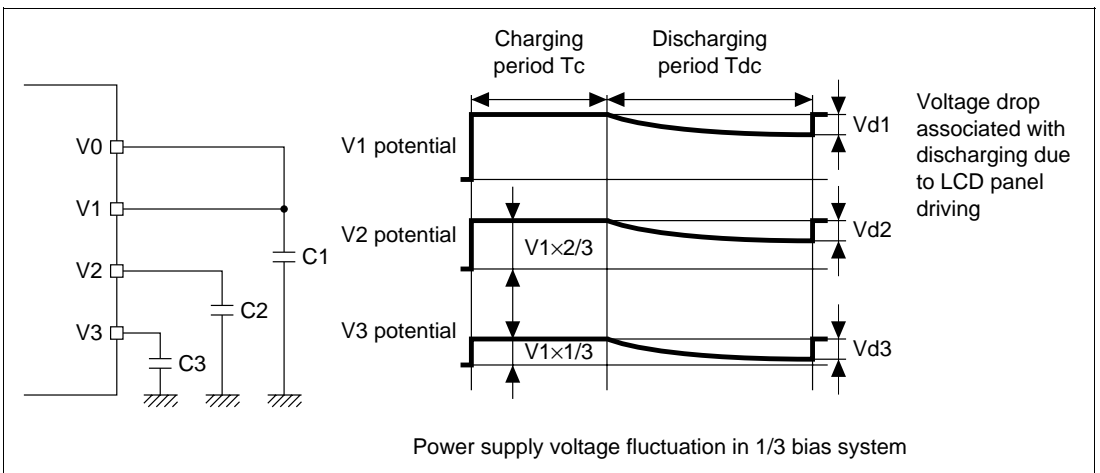 Charging
period Tc
Discharging
period Tdc
V0
V1
V2
V3
C1
C2
C3
V1 potential
Vd1
Voltage drop
associated with
discharging due
to LCD panel
driving
V2 potential
V1×2/3
Vd2
V3 potential
V1×1/3
Vd3
Power supply voltage fluctuation in 1/3 bias system